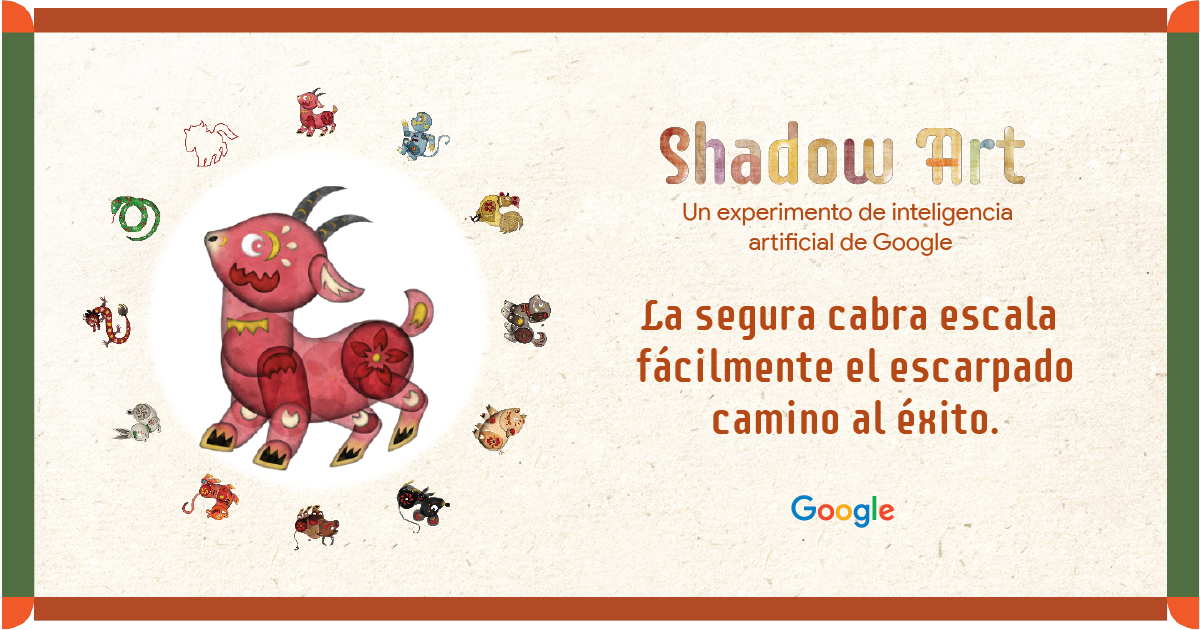 Shadow Art
Un experimento de inteligencia
artificial de Google
La segura cabra escala
fácilmente el escarpado
camino al éxito.
Google